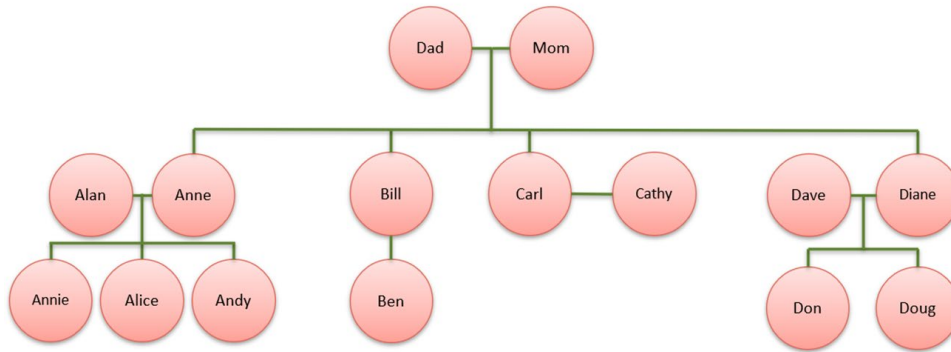 Dad
Mom
Alan
Anne
Bill
Carl
Cathy
Dave
Diane
Annie
Alice
Andy
Ben
Don
Doug